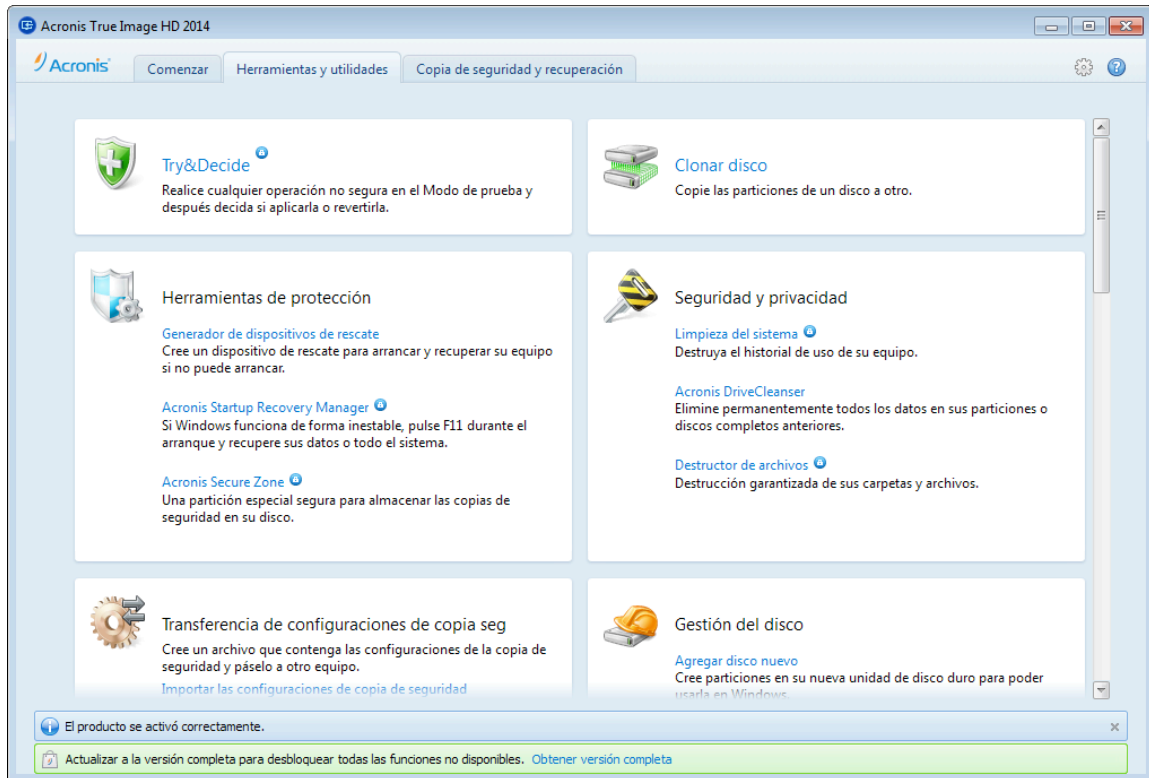 Acronis True Image HD 2014
Acronis
Comenzar
Herramientas y utilidades
Copia de seguridad y recuperación
Try&Decide
Realice cualquier operación no segura en el Modo de prueba y
después decida si aplicarla o revertirla.
Clonar disco
Copie las particiones de un disco a otro.
Herramientas de protección
Generador de dispositivos de rescate
Cree un dispositivo de rescate para arrancar y recuperar su equipo
si no puede arrancar.
Acronis Startup Recovery Manager
Si Windows funciona de forma inestable, pulse F11 durante el
arranque y recupere sus datos o todo el sistema.
Acronis Secure Zone
Una partición especial segura para almacenar las copias de
seguridad en su disco.
Seguridad y privacidad
Limpieza del sistema
Destruya el historial de uso de su equipo.
Acronis DriveCleanser
Elimine permanentemente todos los datos en sus particiones o
discos completos anteriores.
Destructor de archivos
Destrucción garantizada de sus carpetas y archivos.
Transferencia de configuraciones de copia seg
Cree un archivo que contenga las configuraciones de la copia de
seguridad y páselo a otro equipo.
Importar las configuraciones de copia de seguridad
Gestión del disco
Agregar disco nuevo
Cree particiones en su nueva unidad de disco duro para poder
usarla en Windows.
El producto se activó correctamente.
Actualizar a la versión completa para desbloquear todas las funciones no disponibles. Obtener versión completa